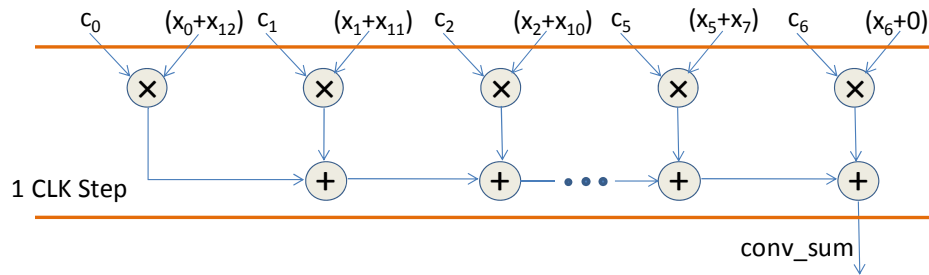 c₀ (x₀+x₁₂) c₁ (x₁+x₁₁) c₂ (x₂+x₁₀) c₅ (x₅+x₇) c₆ (x₆+0)
× × × × ×
+ + ••• + +
1 CLK Step
conv_sum